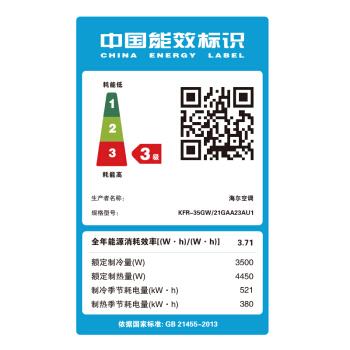 中国能效标识
CHINA ENERGY LABEL
耗能低
1
2
3
3级
耗能高
生产者名称: 海尔空调
规格型号: KFR-35GW/21GAA23AU1
全年能源消耗效率[(W·h)/(W·h)] 3.71
额定制冷量(W) 3500
额定制热量(W) 4450
制冷季节耗电量(kW·h) 521
制热季节耗电量(kW·h) 380
依据国家标准: GB 21455-2013